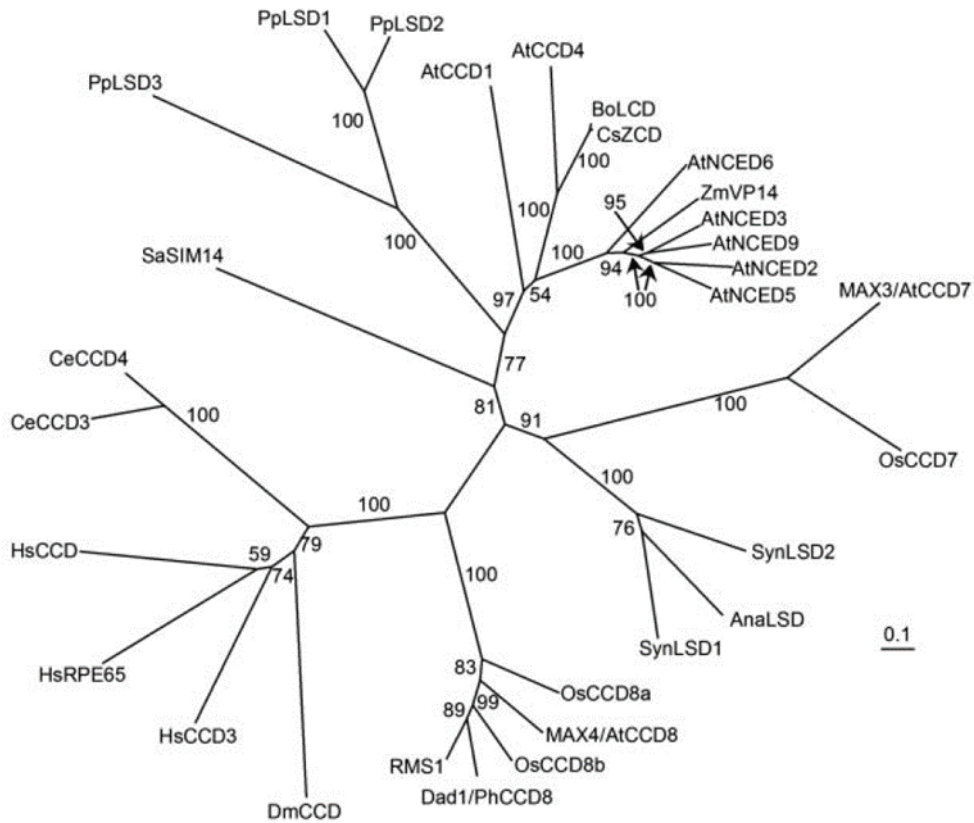 PpLSD1
PpLSD2
AtCCD4
AtCCD1
PpLSD3
BoLCD
CsZCD
100
100
AtNCED6
ZmVP14
95
AtNCED3
100
100
AtNCED9
100
SaSIM14
94
AtNCED2
100
AtNCED5
MAX3/AtCCD7
97
54
CeCCD4
77
81
91
100
CeCCD3
100
OsCCD7
100
100
76
SynLSD2
HsCCD
59
79
74
100
AnaLSD
0.1
SynLSD1
HsRPE65
83
OsCCD8a
99
89
HsCCD3
MAX4/AtCCD8
RMS1
OsCCD8b
Dad1/PhCCD8
DmCCD